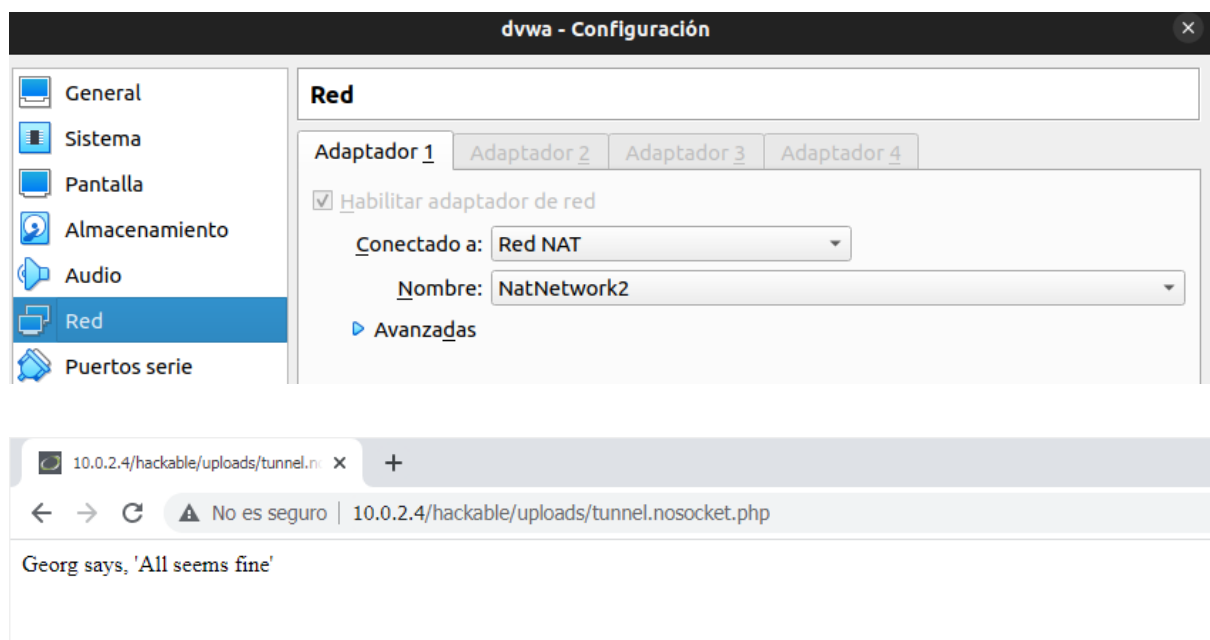 dvwa - Configuración
General
Sistema
Pantalla
Almacenamiento
Audio
Red
Puertos serie
Red
Adaptador 1 Adaptador 2 Adaptador 3 Adaptador 4
Habilitar adaptador de red
Conectado a: Red NAT
Nombre: NatNetwork2
Avanzadas
10.0.2.4/hackable/uploads/tunnel.no
No es seguro | 10.0.2.4/hackable/uploads/tunnel.nosocket.php
Georg says, 'All seems fine'